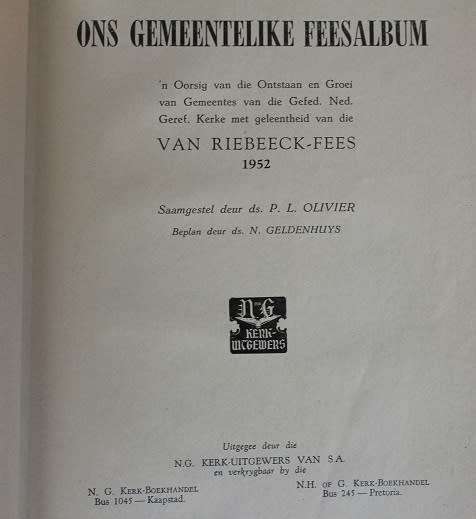 ONS GEMEENTELIKE FEESALBUM
'n Oorsig van die Ontstaan en Groei
van Gemeentes van die Gefed. Ned.
Geref. Kerke met geleentheid van die
VAN RIEBEECK-FEES
1952
Saamgestel deur ds. P. L. OLIVIER
Beplan deur ds. N. GELDENHUYS
N G
KERK-
UITGEWERS
Uitgegee deur die
N.G. KERK-UITGEWERS VAN S.A.
en verkrygbaar by die
N. G. KERK-BOEKHANDEL
Bus 1045 — Kaapstad.
N.H. OF G. KERK-BOEKHANDEL
Bus 245 — Pretoria.